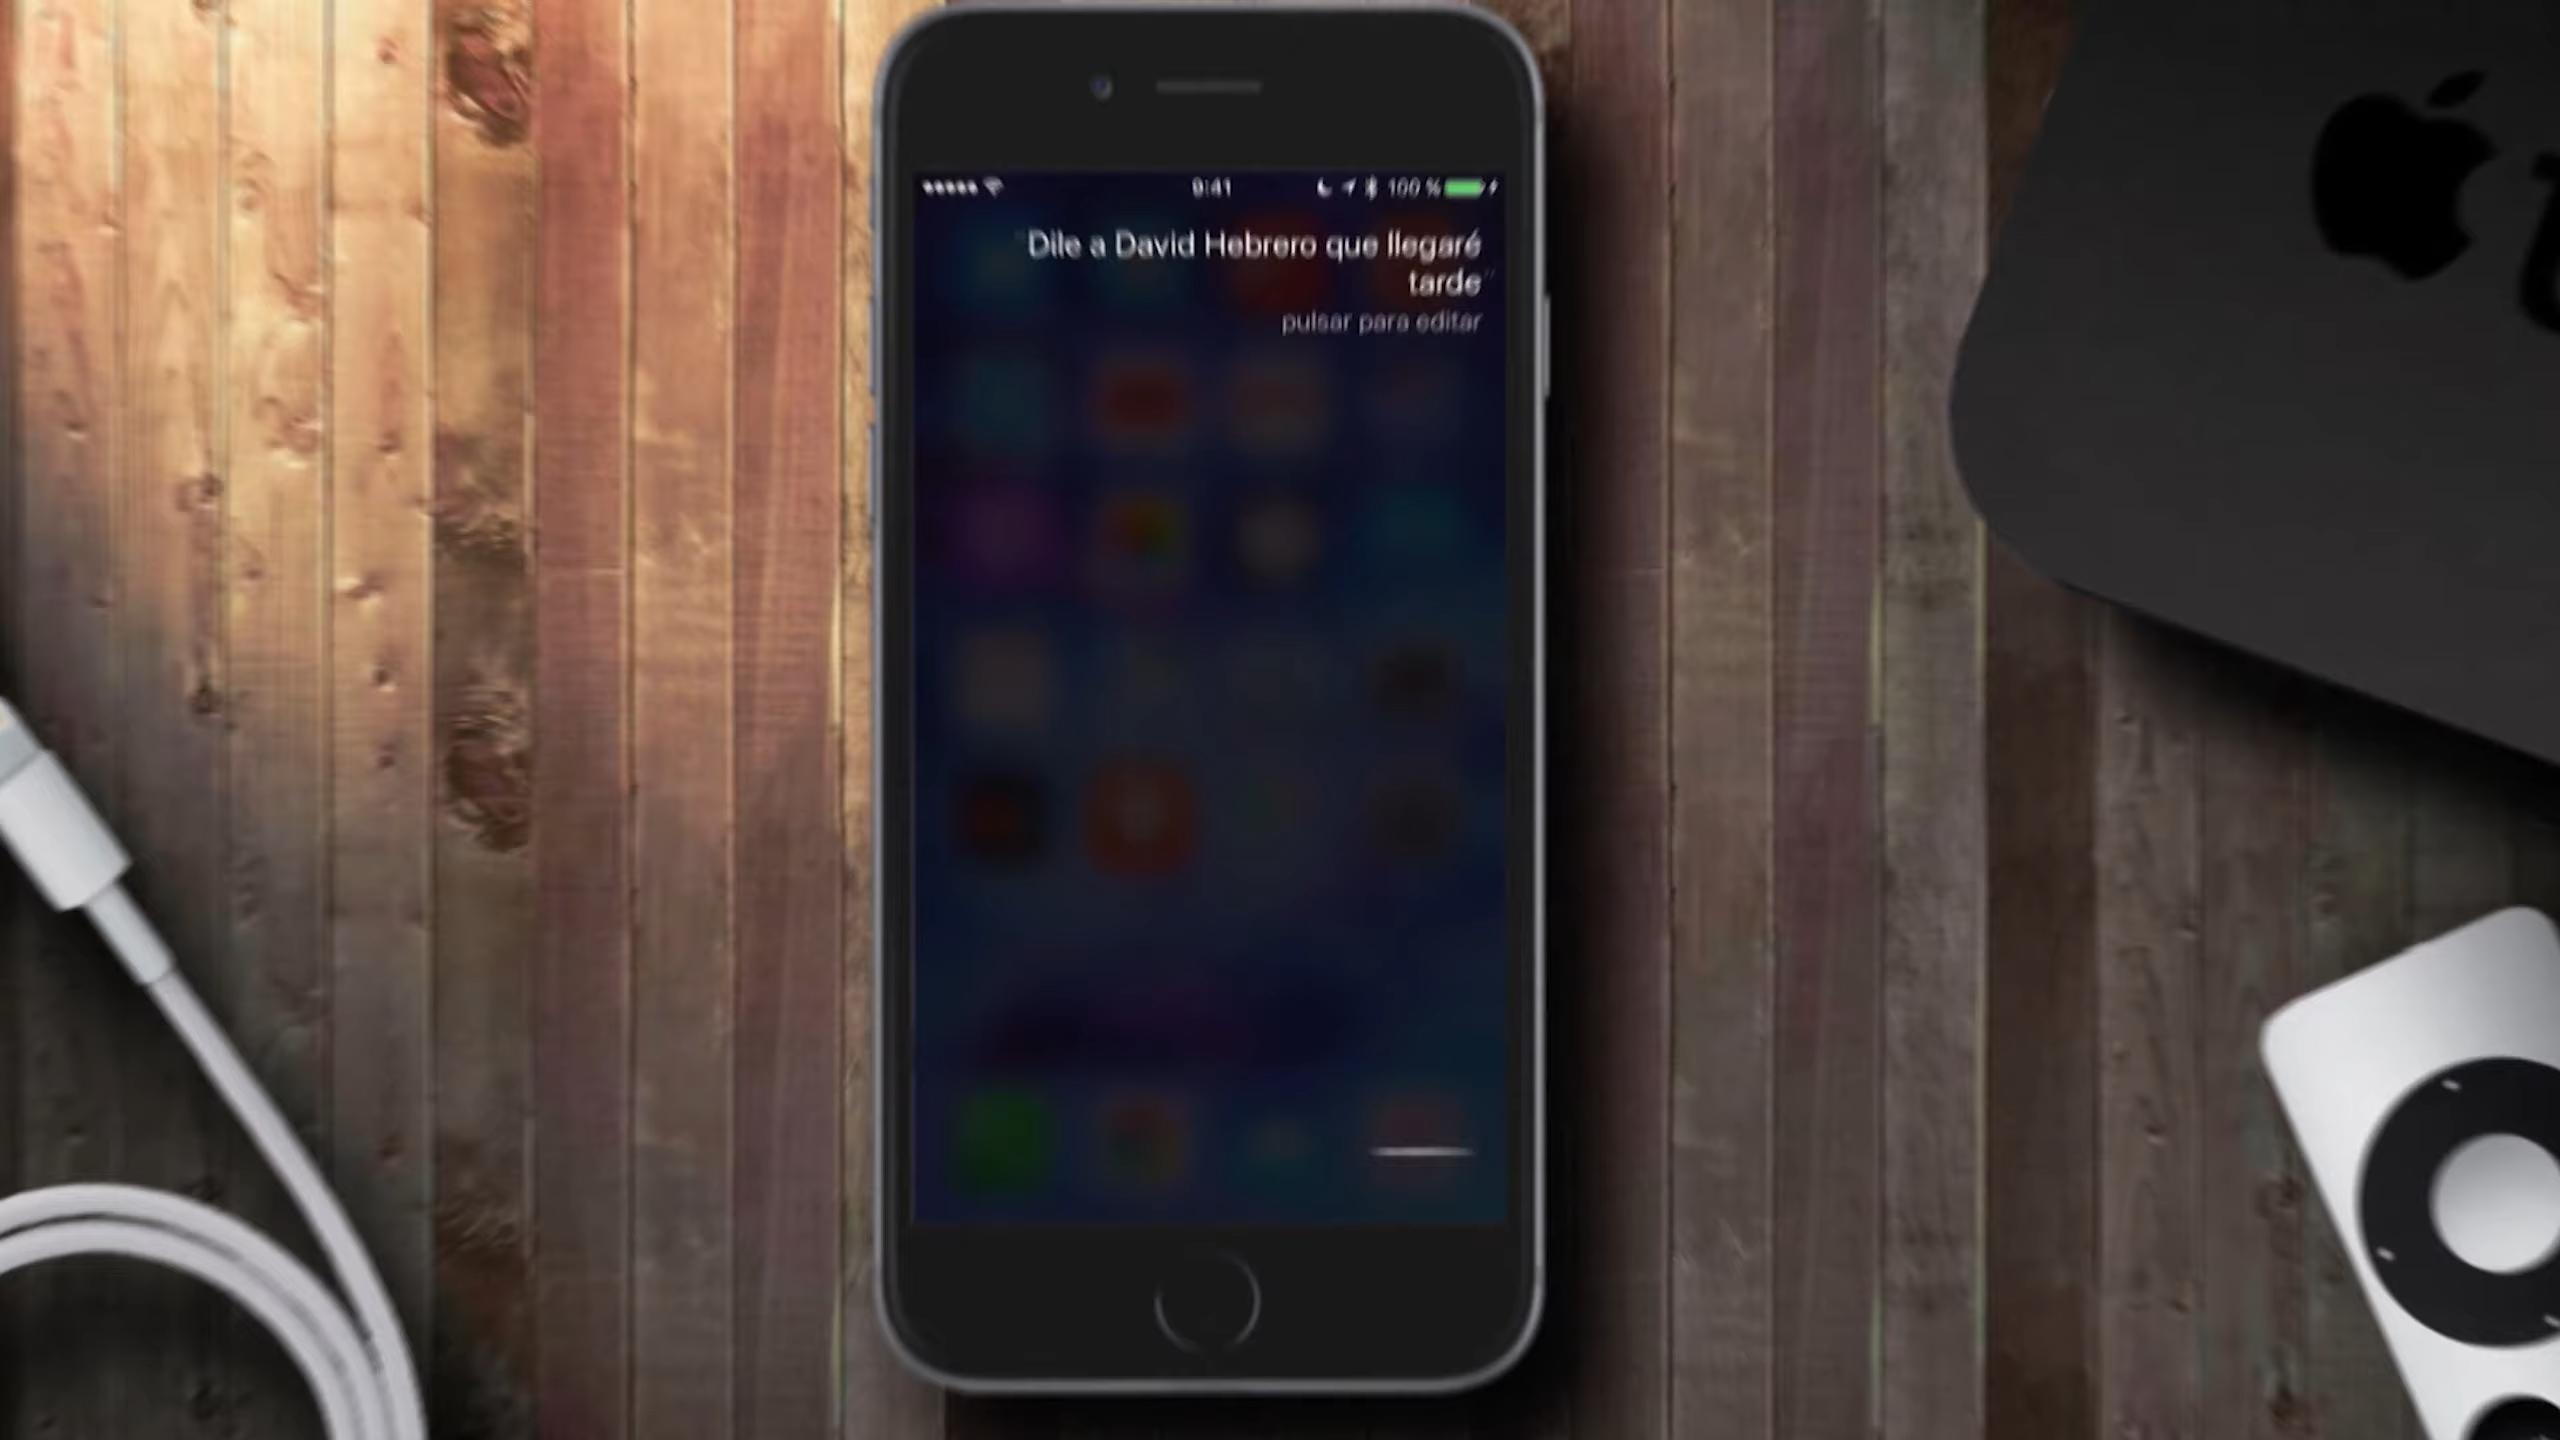 9:41
100 %
"Dile a David Hebrero que llegaré
tarde"
pulsar para editar